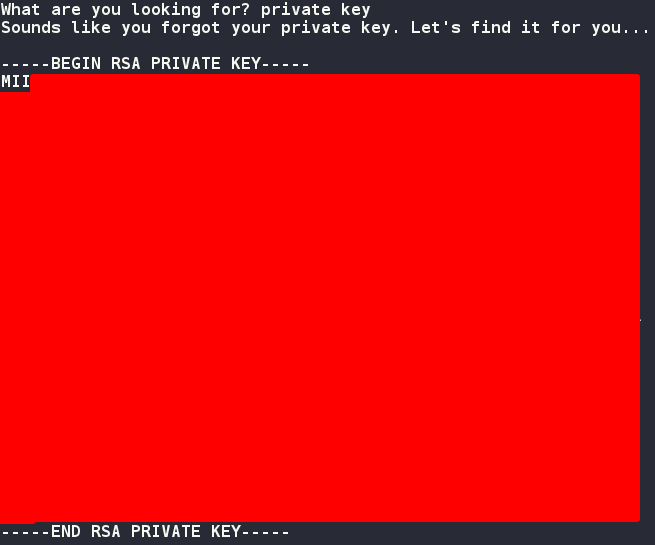 What are you looking for? private key
Sounds like you forgot your private key. Let's find it for you...
-----BEGIN RSA PRIVATE KEY-----
MII
-----END RSA PRIVATE KEY-----